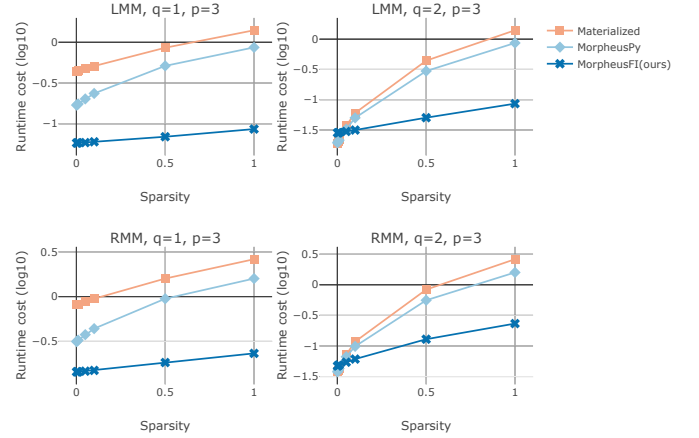 LMM, q=1, p=3
LMM, q=2, p=3
Materialized
MorpheusPy
MorpheusFI(ours)
Runtime cost (log10)
0
−0.5
−1
0
0.5
1
Sparsity
Runtime cost (log10)
0
−0.5
−1
−1.5
0
0.5
1
Sparsity
RMM, q=1, p=3
RMM, q=2, p=3
Runtime cost (log10)
0.5
0
−0.5
0
0.5
1
Sparsity
Runtime cost (log10)
0.5
0
−0.5
−1
−1.5
0
0.5
1
Sparsity